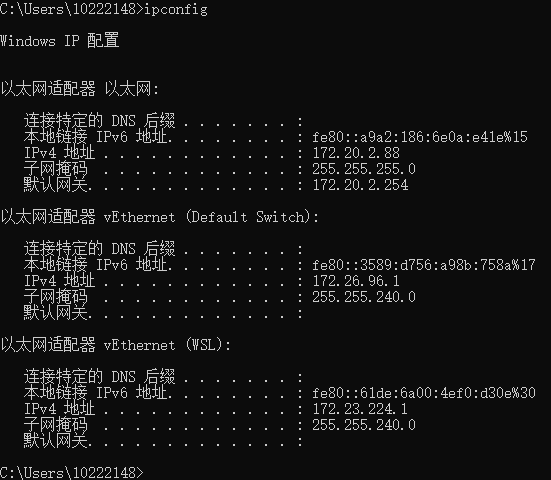 C:\Users\10222148>ipconfig
Windows IP 配置
以太网适配器 以太网:
连接特定的 DNS 后缀 . . . . . . . :
本地链接 IPv6 地址. . . . . . . . : fe80::a9a2:186:6e0a:e41e%15
IPv4 地址 . . . . . . . . . . . . : 172.20.2.88
子网掩码  . . . . . . . . . . . . : 255.255.255.0
默认网关. . . . . . . . . . . . . : 172.20.2.254
以太网适配器 vEthernet (Default Switch):
连接特定的 DNS 后缀 . . . . . . . :
本地链接 IPv6 地址. . . . . . . . : fe80::3589:d756:a98b:758a%17
IPv4 地址 . . . . . . . . . . . . : 172.26.96.1
子网掩码  . . . . . . . . . . . . : 255.255.240.0
默认网关. . . . . . . . . . . . . :
以太网适配器 vEthernet (WSL):
连接特定的 DNS 后缀 . . . . . . . :
本地链接 IPv6 地址. . . . . . . . : fe80::61de:6a00:4ef0:d30e%30
IPv4 地址 . . . . . . . . . . . . : 172.23.224.1
子网掩码  . . . . . . . . . . . . : 255.255.240.0
默认网关. . . . . . . . . . . . . :
C:\Users\10222148>